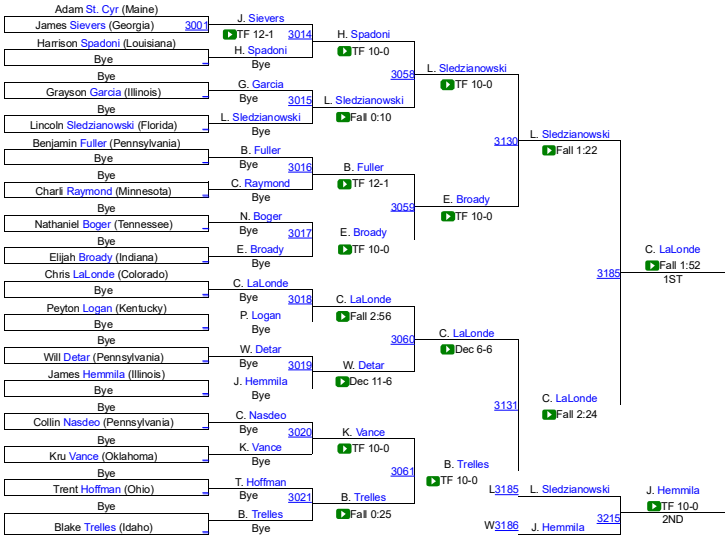 Adam St. Cyr (Maine)
James Sievers (Georgia)
3001
Harrison Spadoni (Louisiana)
Bye
Bye
Grayson Garcia (Illinois)
Bye
Lincoln Sledzianowski (Florida)
Benjamin Fuller (Pennsylvania)
Bye
Bye
Charli Raymond (Minnesota)
Bye
Nathaniel Boger (Tennessee)
Bye
Elijah Broady (Indiana)
Chris LaLonde (Colorado)
Bye
Peyton Logan (Kentucky)
Bye
Bye
Will Detar (Pennsylvania)
James Hemmila (Illinois)
Bye
Bye
Collin Nasdeo (Pennsylvania)
Bye
Kru Vance (Oklahoma)
Bye
Trent Hoffman (Ohio)
Bye
Blake Trelles (Idaho)
J. Sievers
TF 12-1
3014
H. Spadoni
Bye
G. Garcia
Bye
3015
L. Sledzianowski
Bye
B. Fuller
Bye
3016
C. Raymond
Bye
N. Boger
Bye
3017
E. Broady
Bye
C. LaLonde
Bye
3018
P. Logan
Bye
W. Detar
Bye
3019
J. Hemmila
Bye
C. Nasdeo
Bye
3020
K. Vance
Bye
T. Hoffman
Bye
3021
B. Trelles
Bye
H. Spadoni
TF 10-0
3058
L. Sledzianowski
Fall 0:10
B. Fuller
TF 12-1
3059
E. Broady
TF 10-0
C. LaLonde
Fall 2:56
3060
W. Detar
Dec 11-6
K. Vance
TF 10-0
3061
B. Trelles
Fall 0:25
L. Sledzianowski
TF 10-0
3130
E. Broady
TF 10-0
C. LaLonde
Dec 6-6
3131
B. Trelles
TF 10-0
L. Sledzianowski
Fall 1:22
3185
C. LaLonde
Fall 2:24
C. LaLonde
Fall 1:52
1ST
L3185
L. Sledzianowski
3215
W3186
J. Hemmila
J. Hemmila
TF 10-0
2ND